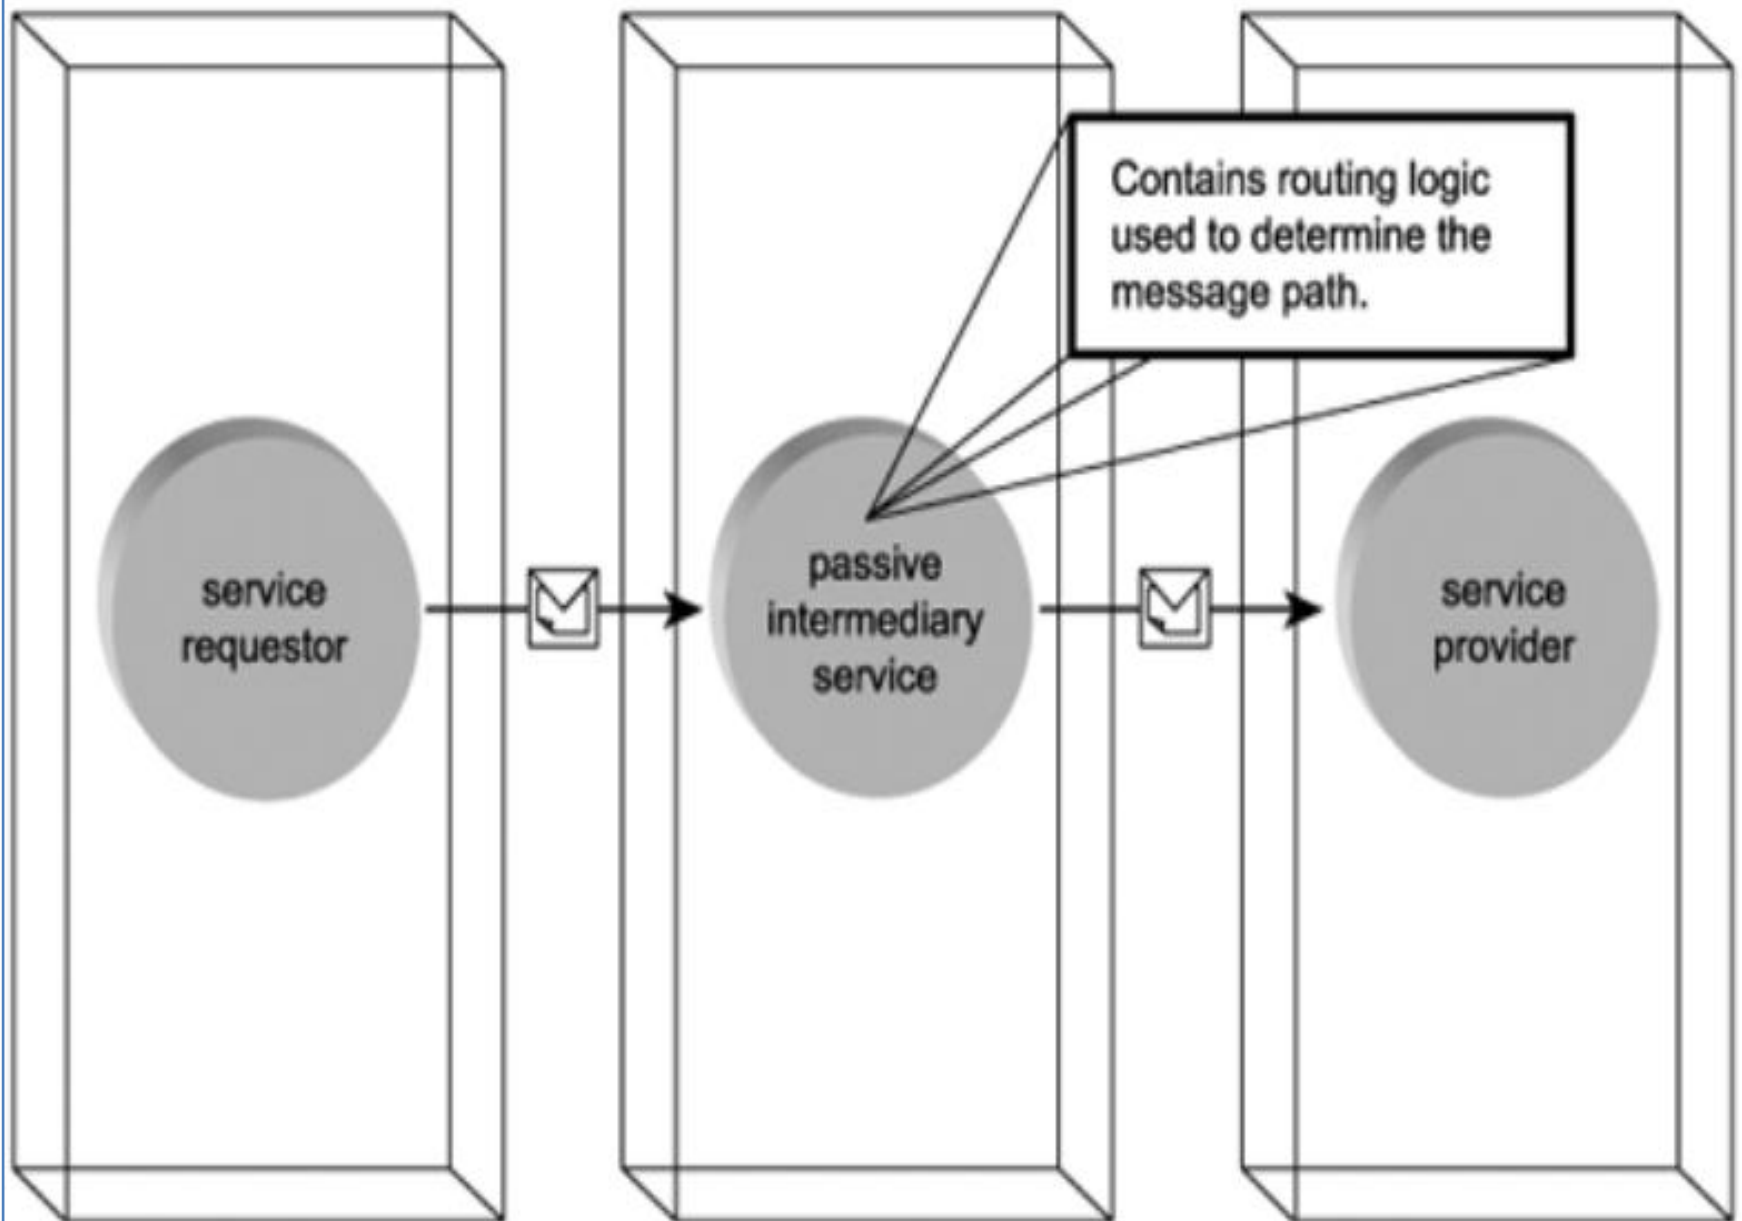 Contains routing logic
used to determine the
message path.
service
requestor
passive
intermediary
service
service
provider